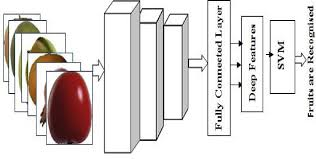 Fully Connected Layer
Deep Features
SVM
Fruits are Recognised